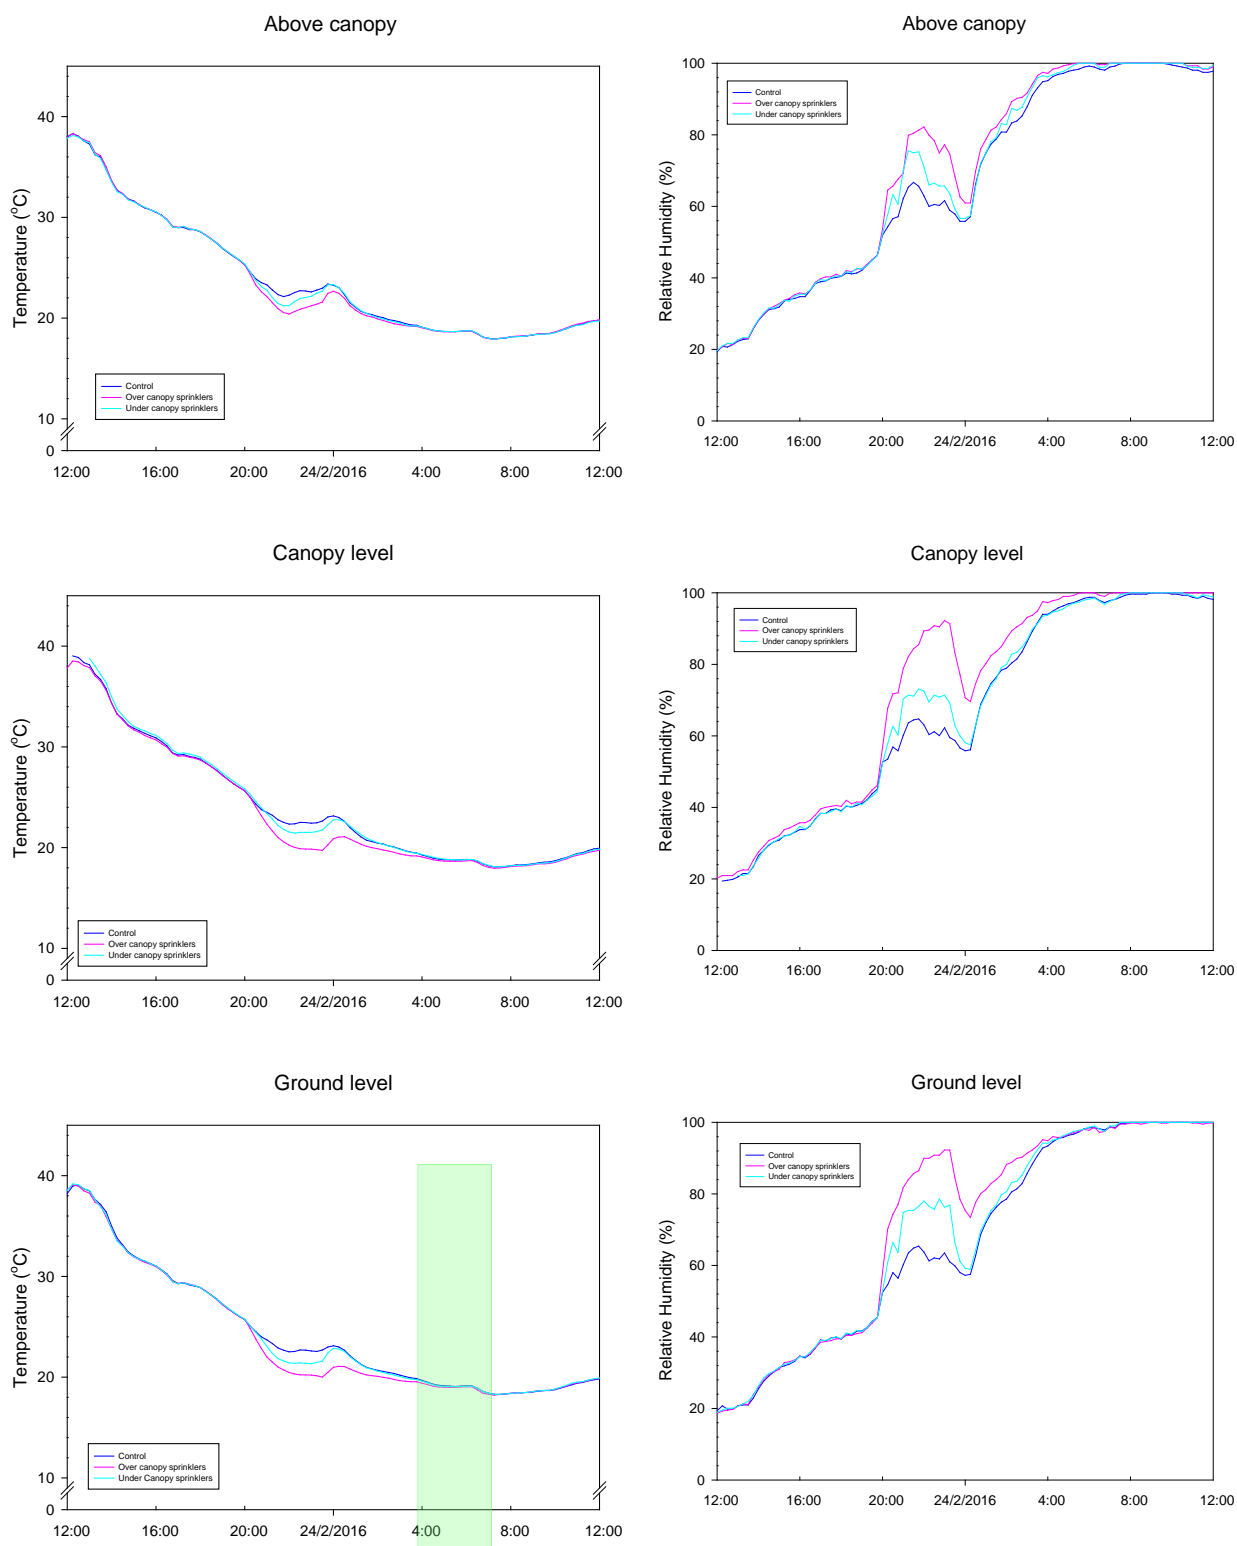 Above canopy
Temperature (°C)
40
30
20
10
0
Control
Over canopy sprinklers
Under canopy sprinklers
12:00 16:00 20:00 24/2/2016 4:00 8:00 12:00
Above canopy
Relative Humidity (%)
100
80
60
40
20
0
Control
Over canopy sprinklers
Under canopy sprinklers
12:00 16:00 20:00 24/2/2016 4:00 8:00 12:00
Canopy level
Temperature (°C)
40
30
20
10
0
Control
Over canopy sprinklers
Under canopy sprinklers
12:00 16:00 20:00 24/2/2016 4:00 8:00 12:00
Canopy level
Relative Humidity (%)
100
80
60
40
20
0
Control
Over canopy sprinklers
Under canopy sprinklers
12:00 16:00 20:00 24/2/2016 4:00 8:00 12:00
Ground level
Temperature (°C)
40
30
20
10
0
Control
Over canopy sprinklers
Under Canopy sprinklers
12:00 16:00 20:00 24/2/2016 4:00 8:00 12:00
Ground level
Relative Humidity (%)
100
80
60
40
20
0
Control
Over canopy sprinklers
Under canopy sprinklers
12:00 16:00 20:00 24/2/2016 4:00 8:00 12:00